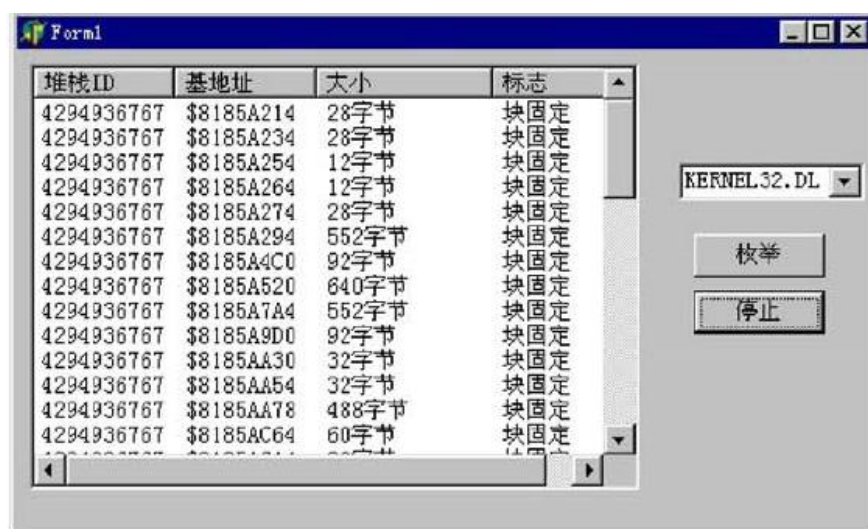 Form1
堆栈ID 基地址 大小 标志
4294936767 $8185A214 28字节 块固定
4294936767 $8185A234 28字节 块固定
4294936767 $8185A254 12字节 块固定
4294936767 $8185A264 12字节 块固定
4294936767 $8185A274 28字节 块固定
4294936767 $8185A294 552字节 块固定
4294936767 $8185A4C0 92字节 块固定
4294936767 $8185A520 640字节 块固定
4294936767 $8185A7A4 552字节 块固定
4294936767 $8185A9D0 92字节 块固定
4294936767 $8185AA30 32字节 块固定
4294936767 $8185AA54 32字节 块固定
4294936767 $8185AA78 488字节 块固定
4294936767 $8185AC64 60字节 块固定
KERNEL32.DL
枚举
停止